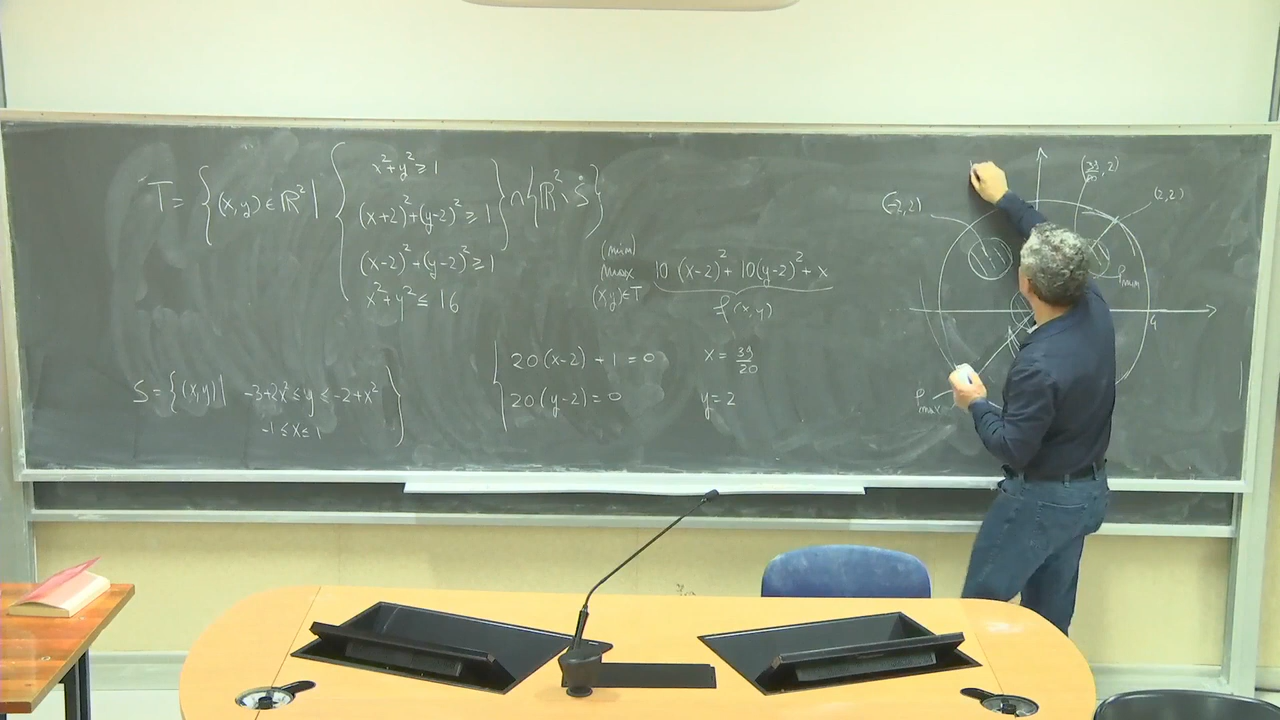 T = { (x,y) ∈ ℝ² | { x²+y² ≥ 1
(x+2)²+(y-2)² ≥ 1
(x-2)²+(y-2)² ≥ 1
x²+y² ≤ 16 } ∩ { ℝ² \ S̊ }
(min)
max 10(x-2)²+10(y-2)²+x
(x,y)∈T
f(x,y)
{ 20(x-2)+1=0 x = 39/20
20(y-2)=0 y=2
S = { (x,y) | -3+2x² ≤ y ≤ -2+x²
-1 ≤ x ≤ 1 }
(39/20, 2)
(-2,2)
(2,2)
P min
4
P max